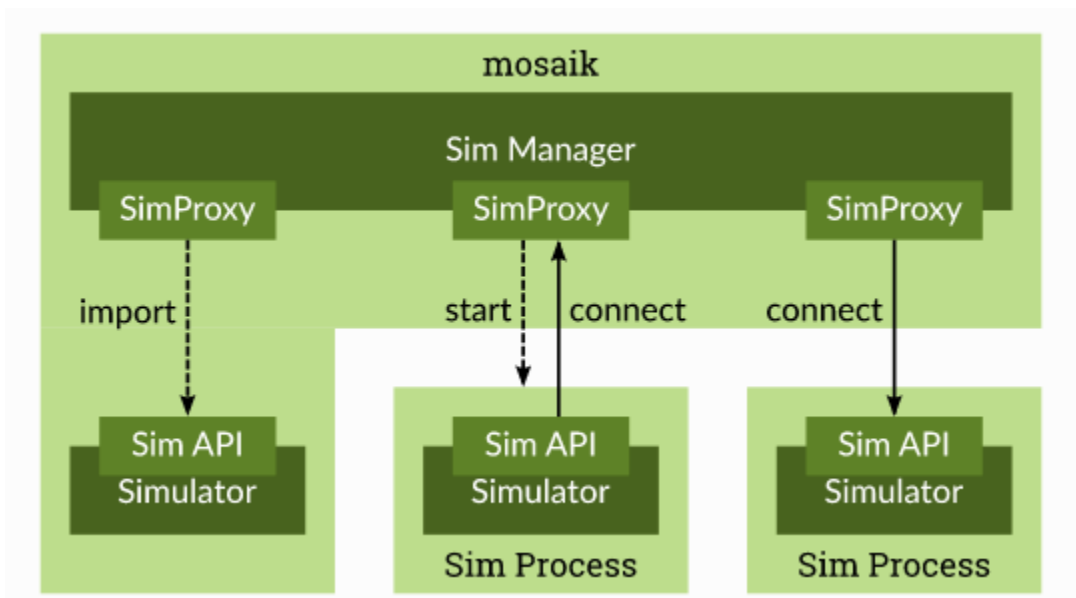 mosaik
Sim Manager
SimProxy SimProxy SimProxy
import start connect connect
Sim API Sim API Sim API
Simulator Simulator Simulator
Sim Process Sim Process